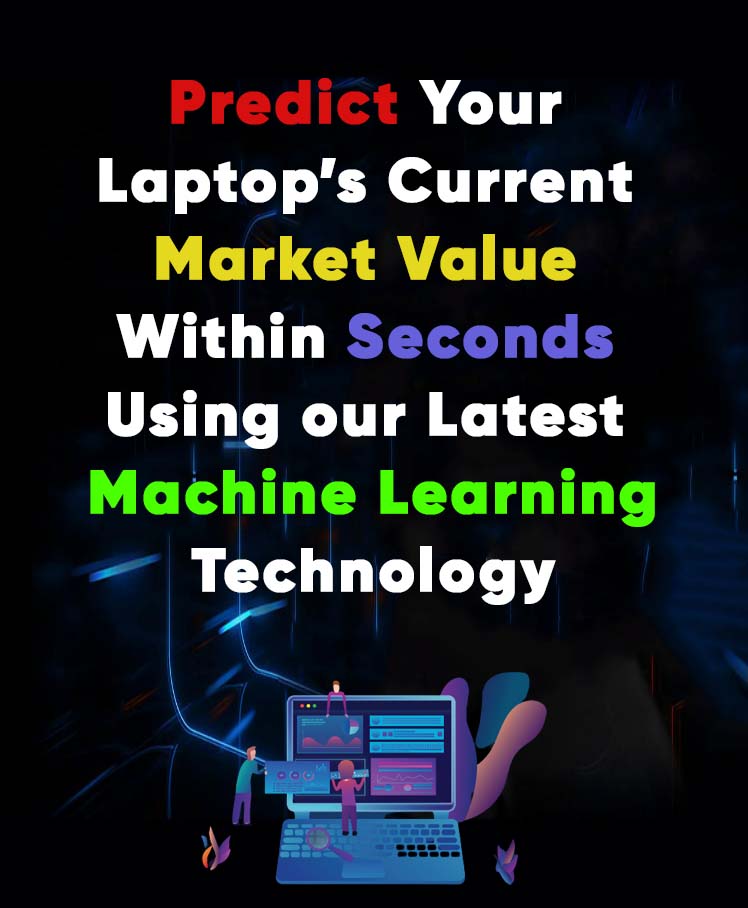 Predict Your
Laptop’s Current
Market Value
Within Seconds
Using our Latest
Machine Learning
Technology